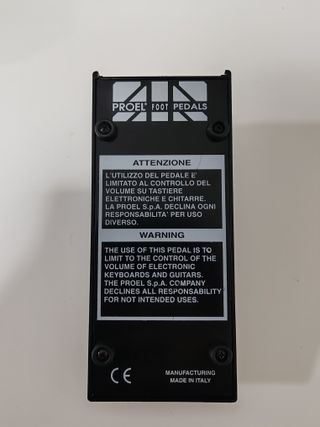 PROEL® FOOT PEDALS
ATTENZIONE
L'UTILIZZO DEL PEDALE E'
LIMITATO AL CONTROLLO DEL
VOLUME SU TASTIERE
ELETTRONICHE E CHITARRE.
LA PROEL S.p.A. DECLINA OGNI
RESPONSABILITA' PER USO
DIVERSO.
WARNING
THE USE OF THIS PEDAL IS TO
LIMIT TO THE CONTROL OF THE
VOLUME OF ELECTRONIC
KEYBOARDS AND GUITARS.
THE PROEL S.p.A. COMPANY
DECLINES ALL RESPONSABILITY
FOR NOT INTENDED USES.
CE
MANUFACTURING
MADE IN ITALY